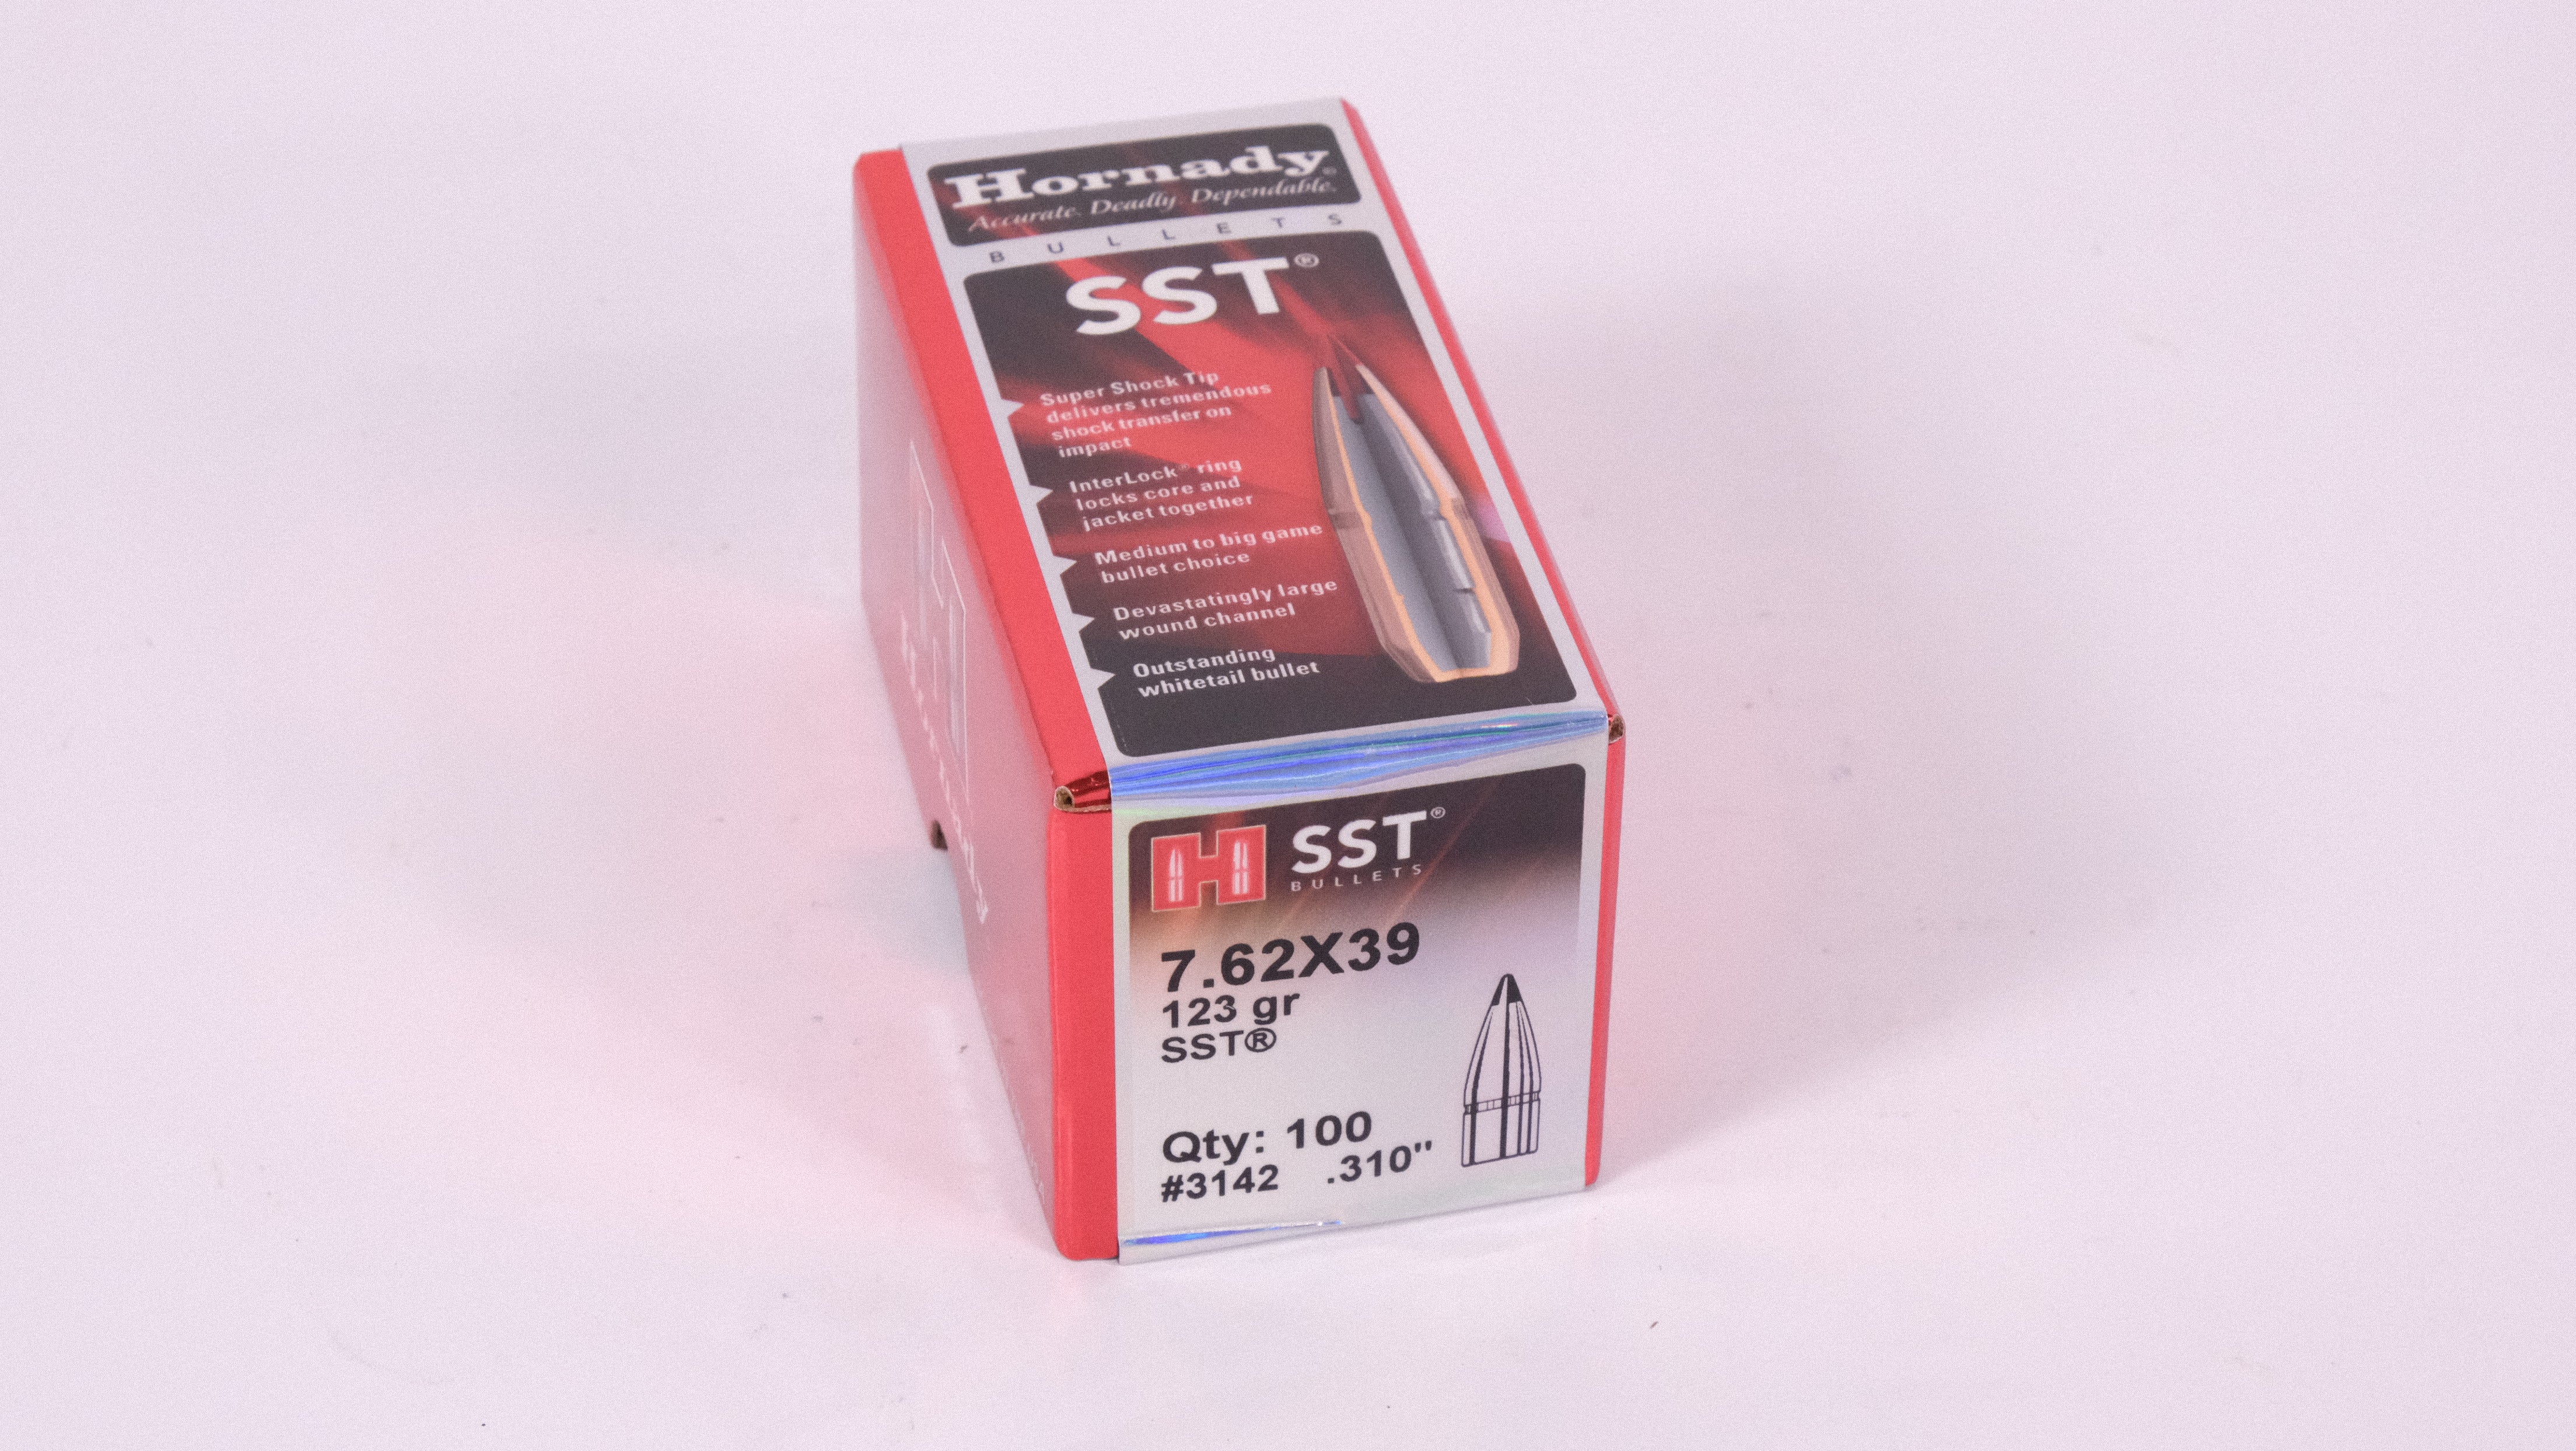 Hornady®
Accurate. Deadly. Dependable.
BULLETS
SST®
Super Shock Tip
delivers tremendous
shock transfer on
impact
InterLock® ring
locks core and
jacket together
Medium to big game
bullet choice
Devastatingly large
wound channel
Outstanding
whitetail bullet
H SST®
BULLETS
7.62X39
123 gr
SST®
Qty: 100
#3142 .310"
H
Hornady